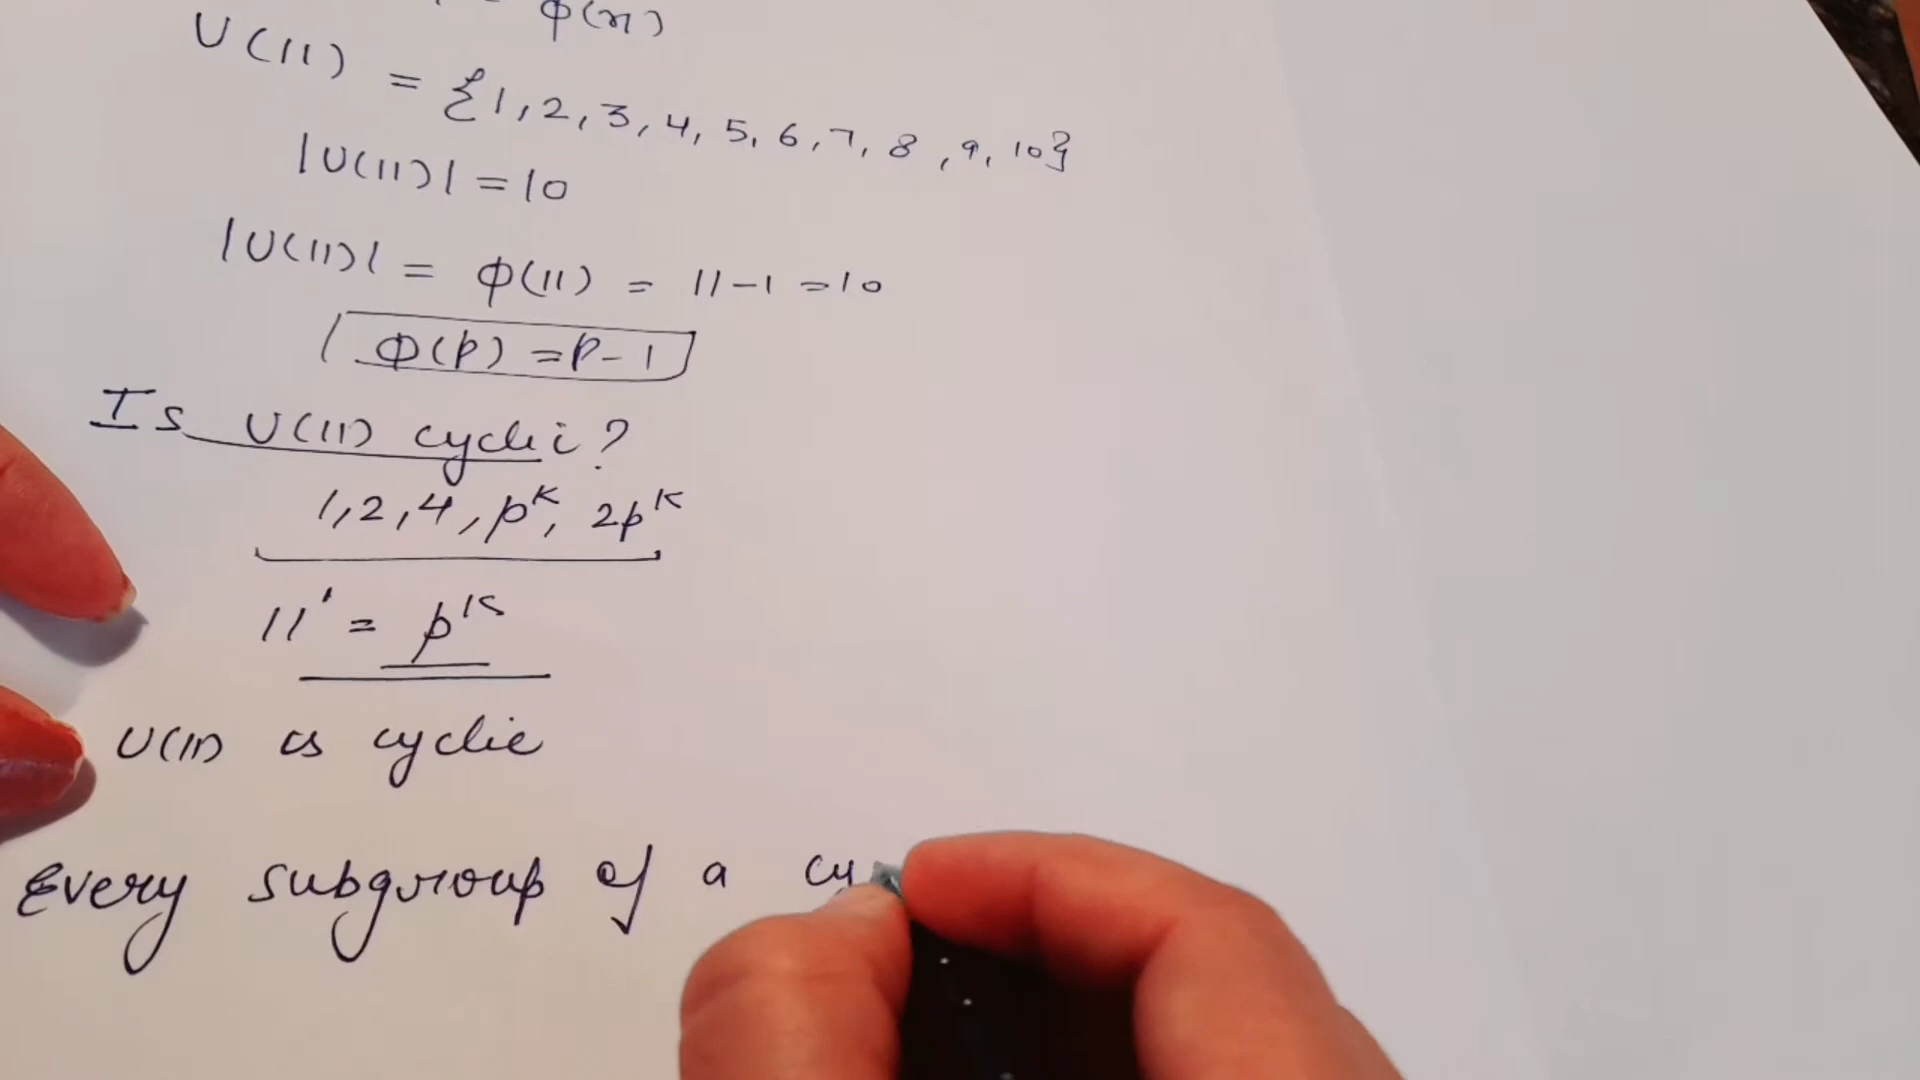 φ(n)
U(11) = {1,2,3,4,5,6,7,8,9,10}
|U(11)| = 10
|U(11)| = φ(11) = 11-1 = 10
φ(p) = p-1
Is U(11) cyclic?
1,2,4, p^k, 2p^k
11^1 = p^k
U(11) is cyclic
Every subgroup of a cy